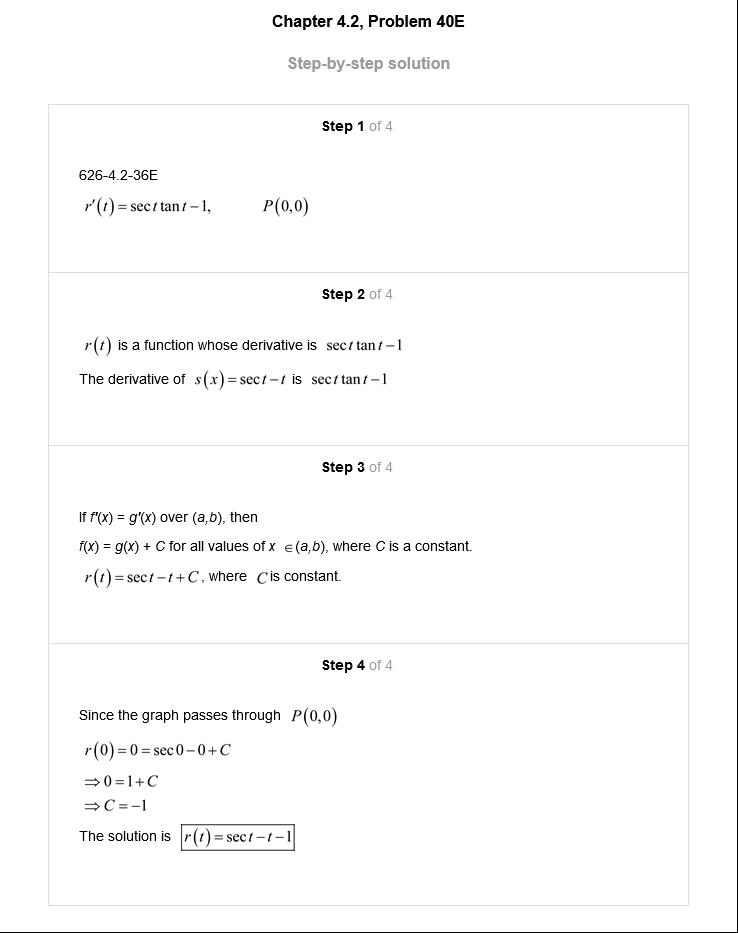 Chapter 4.2, Problem 40E
Step-by-step solution
Step 1 of 4
626-4.2-36E
r′(t) = sec t tan t − 1, P(0,0)
Step 2 of 4
r(t) is a function whose derivative is sec t tan t − 1
The derivative of s(x) = sec t − t is sec t tan t − 1
Step 3 of 4
If f'(x) = g'(x) over (a,b), then
f(x) = g(x) + C for all values of x ∈(a,b), where C is a constant.
r(t) = sec t − t + C, where C is constant.
Step 4 of 4
Since the graph passes through P(0,0)
r(0) = 0 = sec 0 − 0 + C
⇒ 0 = 1 + C
⇒ C = −1
The solution is r(t) = sec t − t − 1